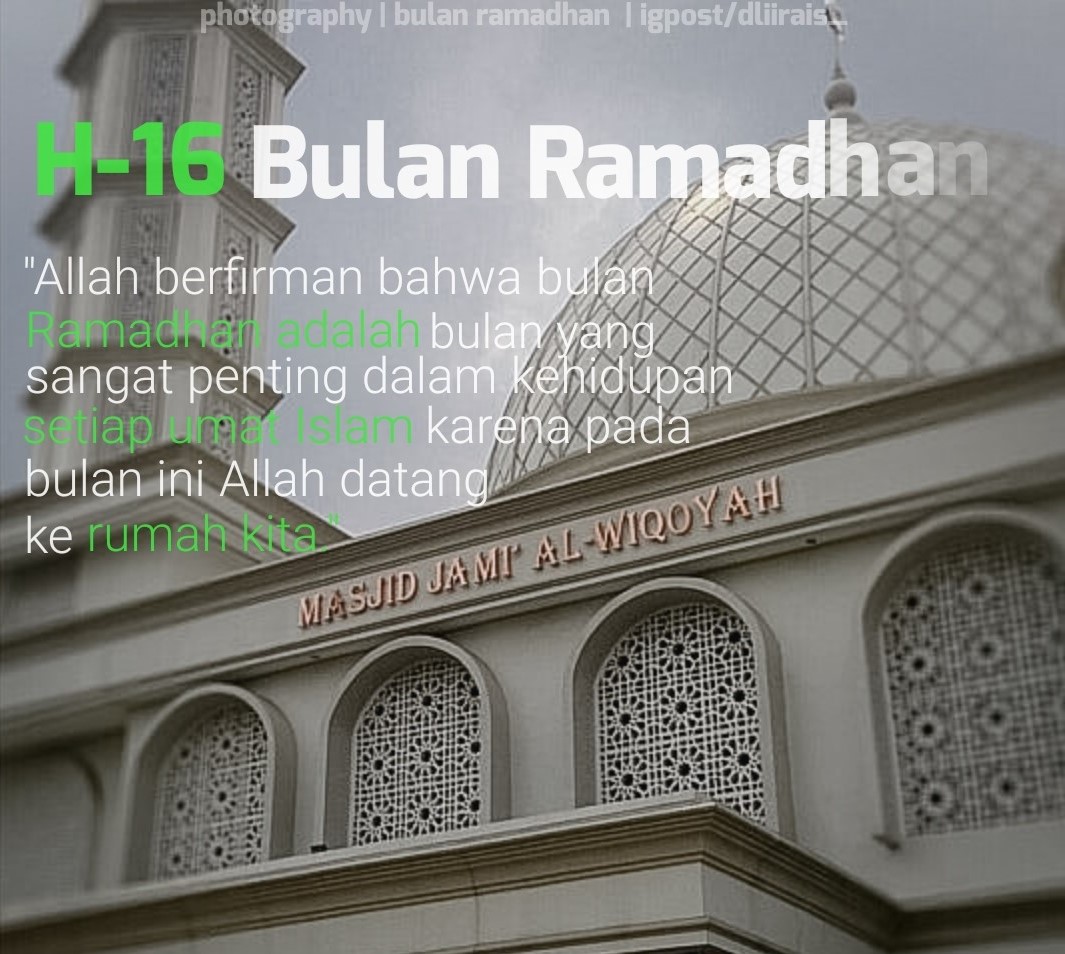 photography | bulan ramadhan | igpost/dliirais...
H-16 Bulan Ramadhan
"Allah berfirman bahwa bulan
Ramadhan adalah bulan yang
sangat penting dalam kehidupan
setiap umat Islam karena pada
bulan ini Allah datang
ke rumah kita."
MASJID JAMI' AL-WIQOYAH